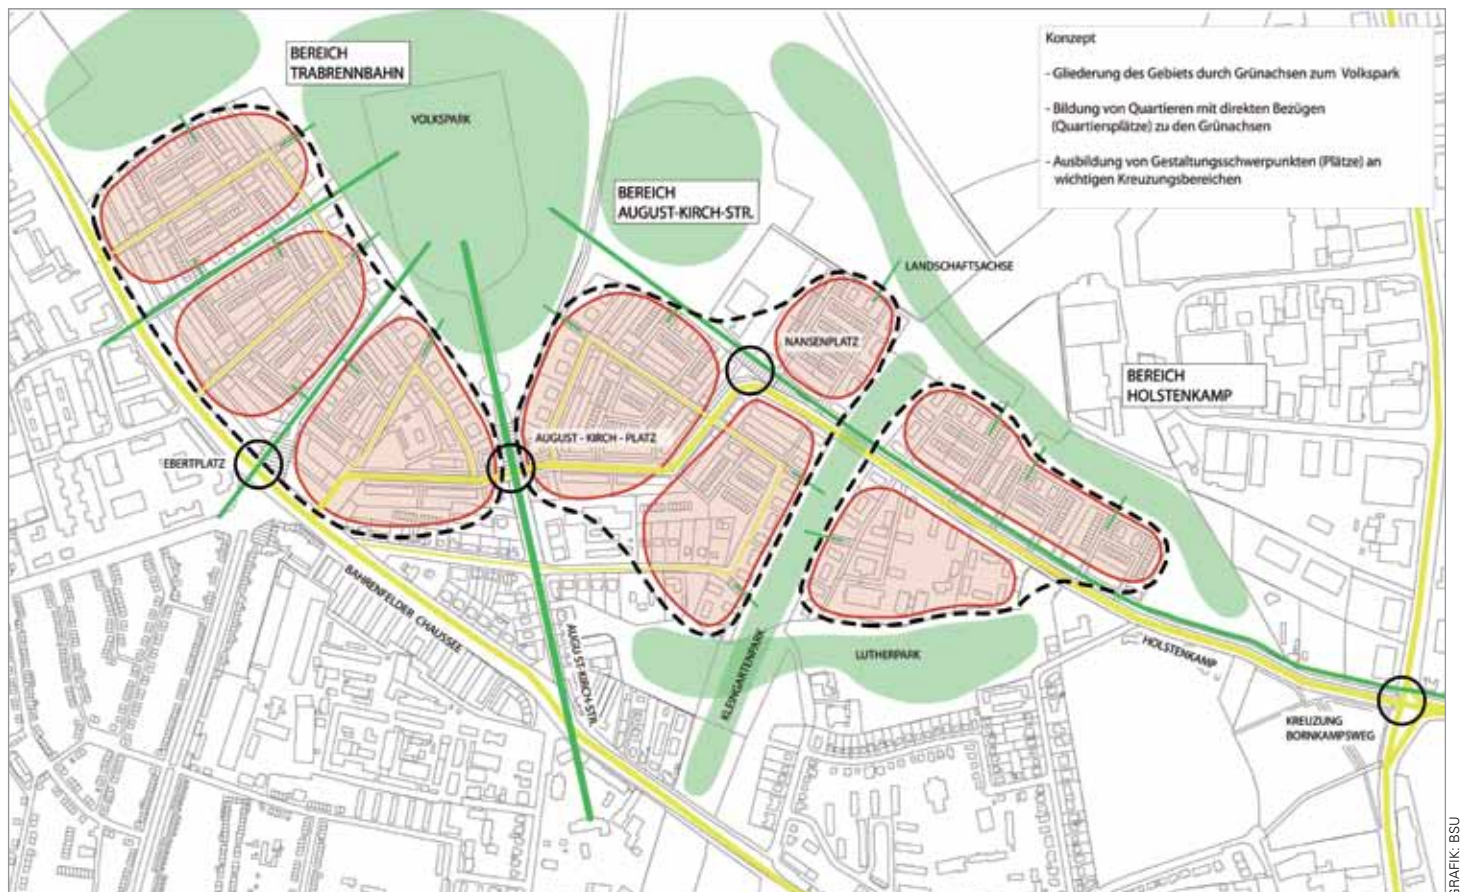 BEREICH
TRABRENNBAHN
VOLKSPARK
BEREICH
AUGUST-KIRCH-STR.
Konzept
- Gliederung des Gebiets durch Grünachsen zum Volkspark
- Bildung von Quartieren mit direkten Bezügen
(Quartiersplätze) zu den Grünachsen
- Ausbildung von Gestaltungsschwerpunkten (Plätze) an
wichtigen Kreuzungsbereichen
LANDSCHAFTSACHSE
NANSENPLATZ
BEREICH
HOLSTENKAMP
EBERTPLATZ
AUGUST - KIRCH - PLATZ
BAHRENFELDER CHAUSSEE
AUGUST-KIRCH-STR.
KLEINGARTENPARK
LUTHERPARK
HOLSTENKAMP
KREUZUNG
BORNKAMPSWEG
GRAFIK: BSU